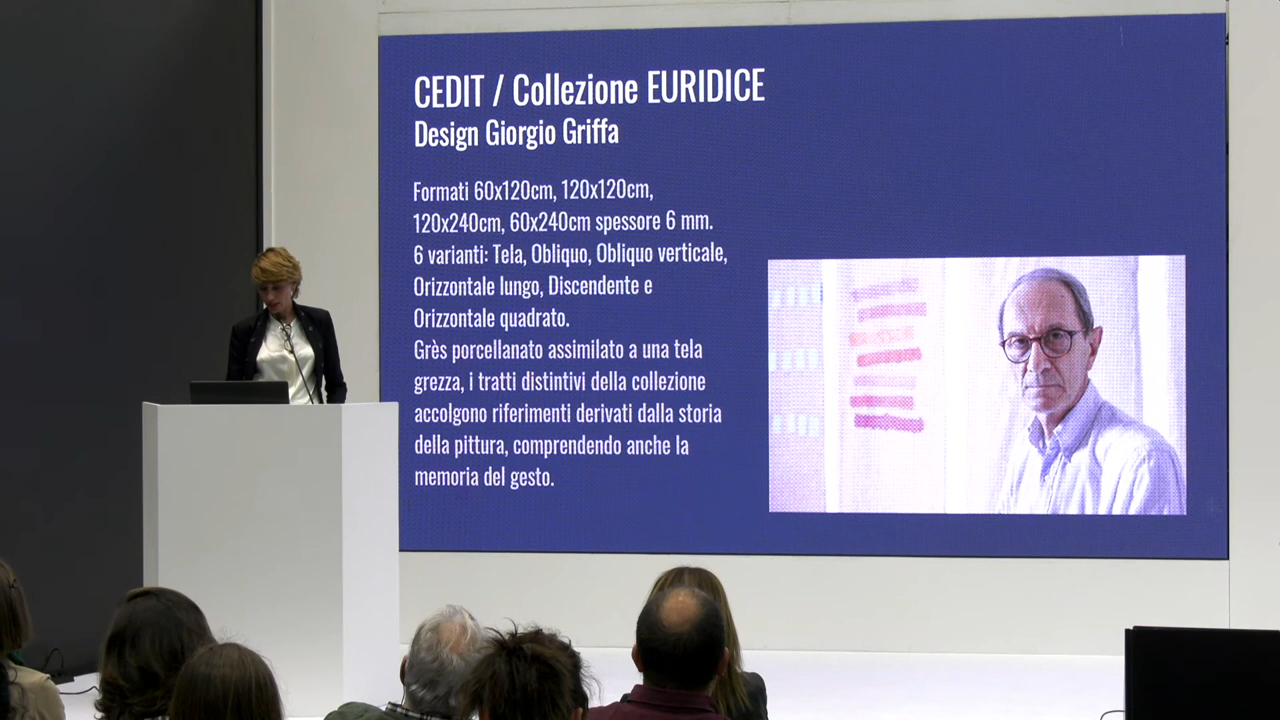 CEDIT / Collezione EURIDICE
Design Giorgio Griffa
Formati 60x120cm, 120x120cm,
120x240cm, 60x240cm spessore 6 mm.
6 varianti: Tela, Obliquo, Obliquo verticale,
Orizzontale lungo, Discendente e
Orizzontale quadrato.
Grès porcellanato assimilato a una tela
grezza, i tratti distintivi della collezione
accolgono riferimenti derivati dalla storia
della pittura, comprendendo anche la
memoria del gesto.